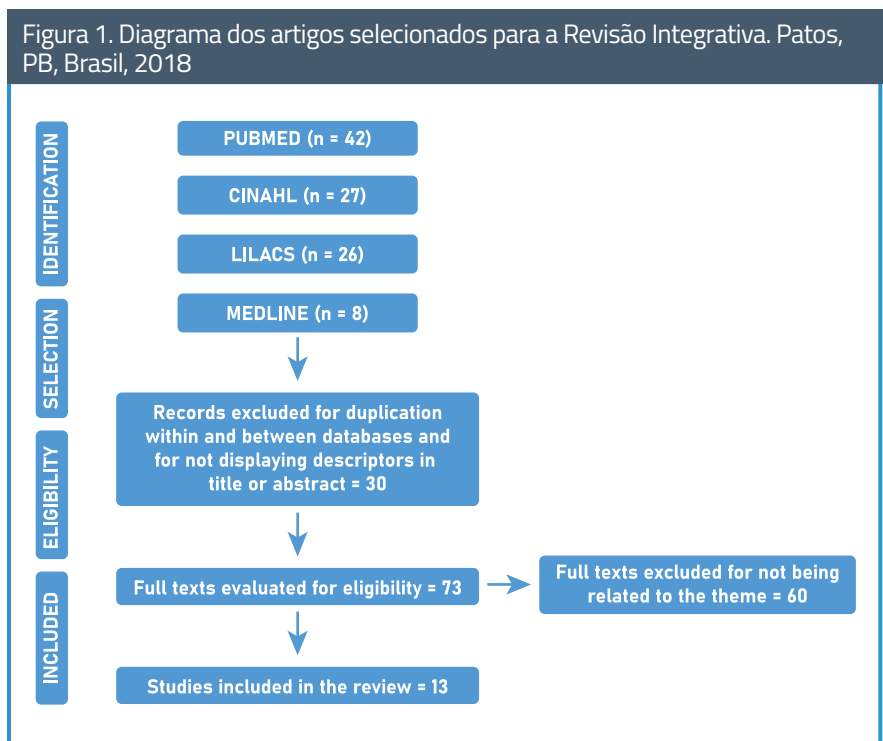 Figura 1. Diagrama dos artigos selecionados para a Revisão Integrativa. Patos,
PB, Brasil, 2018
IDENTIFICATION
PUBMED (n = 42)
CINAHL (n = 27)
LILACS (n = 26)
SELECTION
MEDLINE (n = 8)
Records excluded for duplication
within and between databases and
for not displaying descriptors in
title or abstract = 30
ELIGIBILITY
Full texts evaluated for eligibility = 73
Full texts excluded for not being
related to the theme = 60
INCLUDED
Studies included in the review = 13